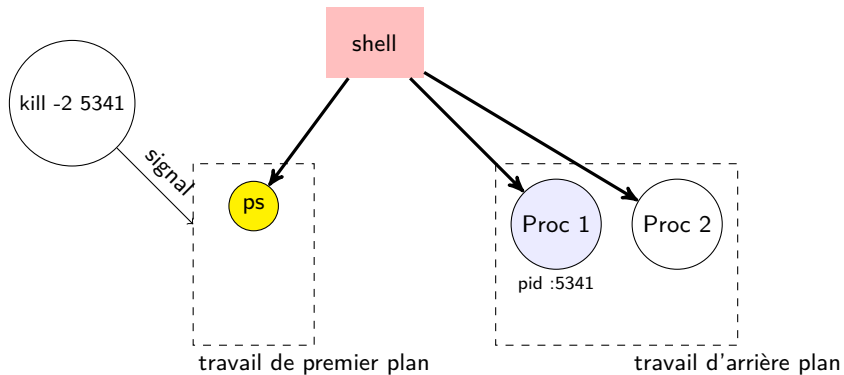 shell
kill -2 5341
signal
ps
Proc 1
Proc 2
pid :5341
travail de premier plan
travail d'arrière plan